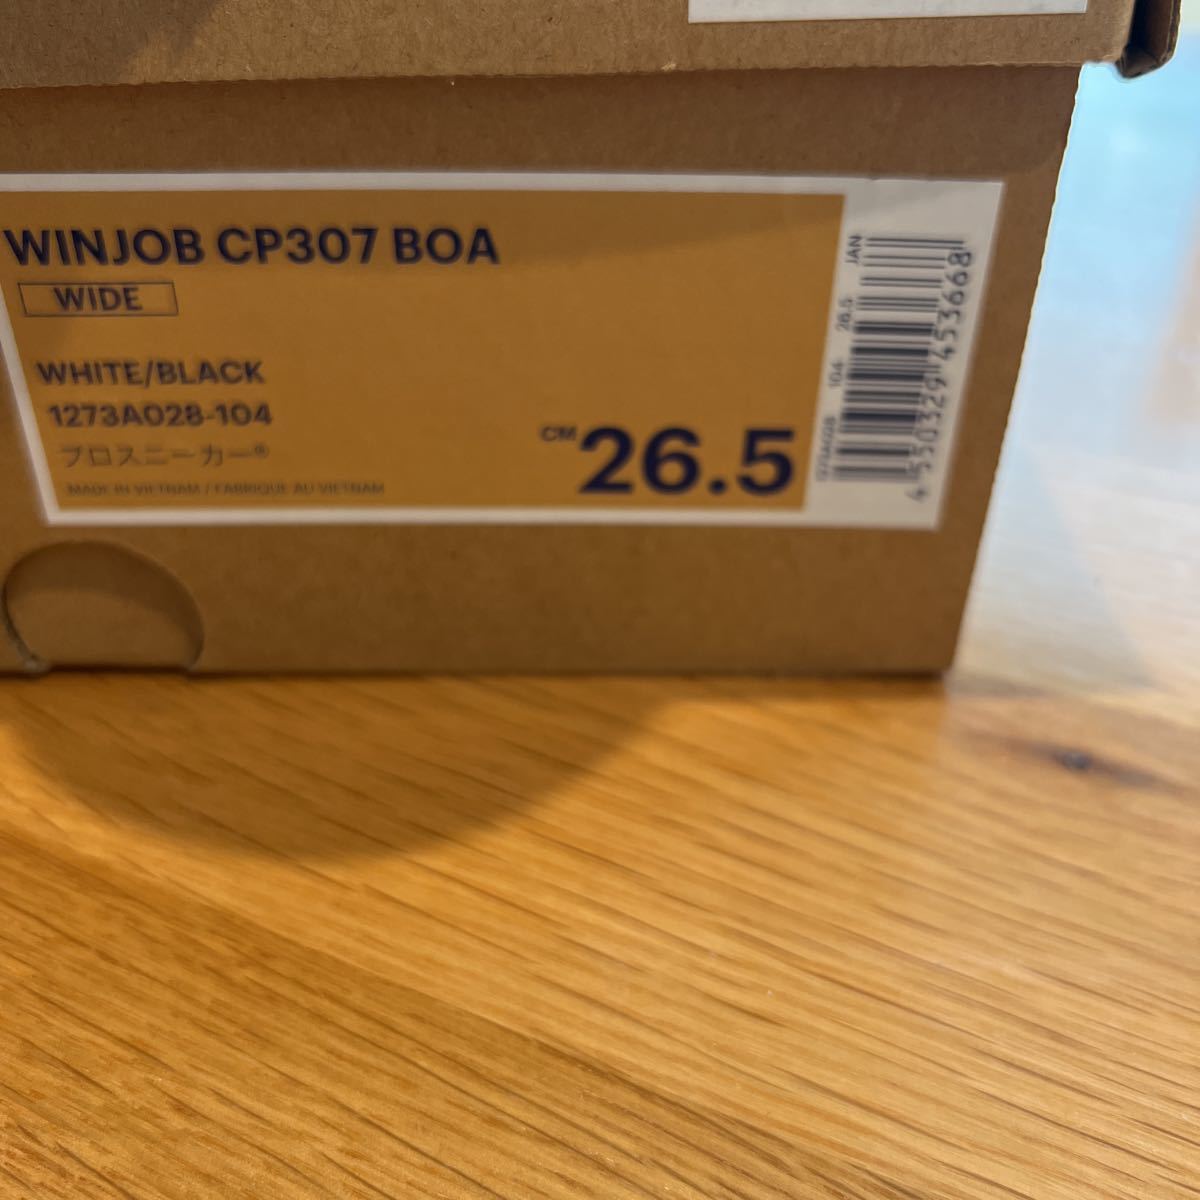 WINJOB CP307 BOA
WIDE
WHITE/BLACK
1273A028-104
プロスニーカー®
MADE IN VIETNAM / FABRIQUE AU VIETNAM
CM 26.5
1273A028 104 26.5 JAN
4550329453668